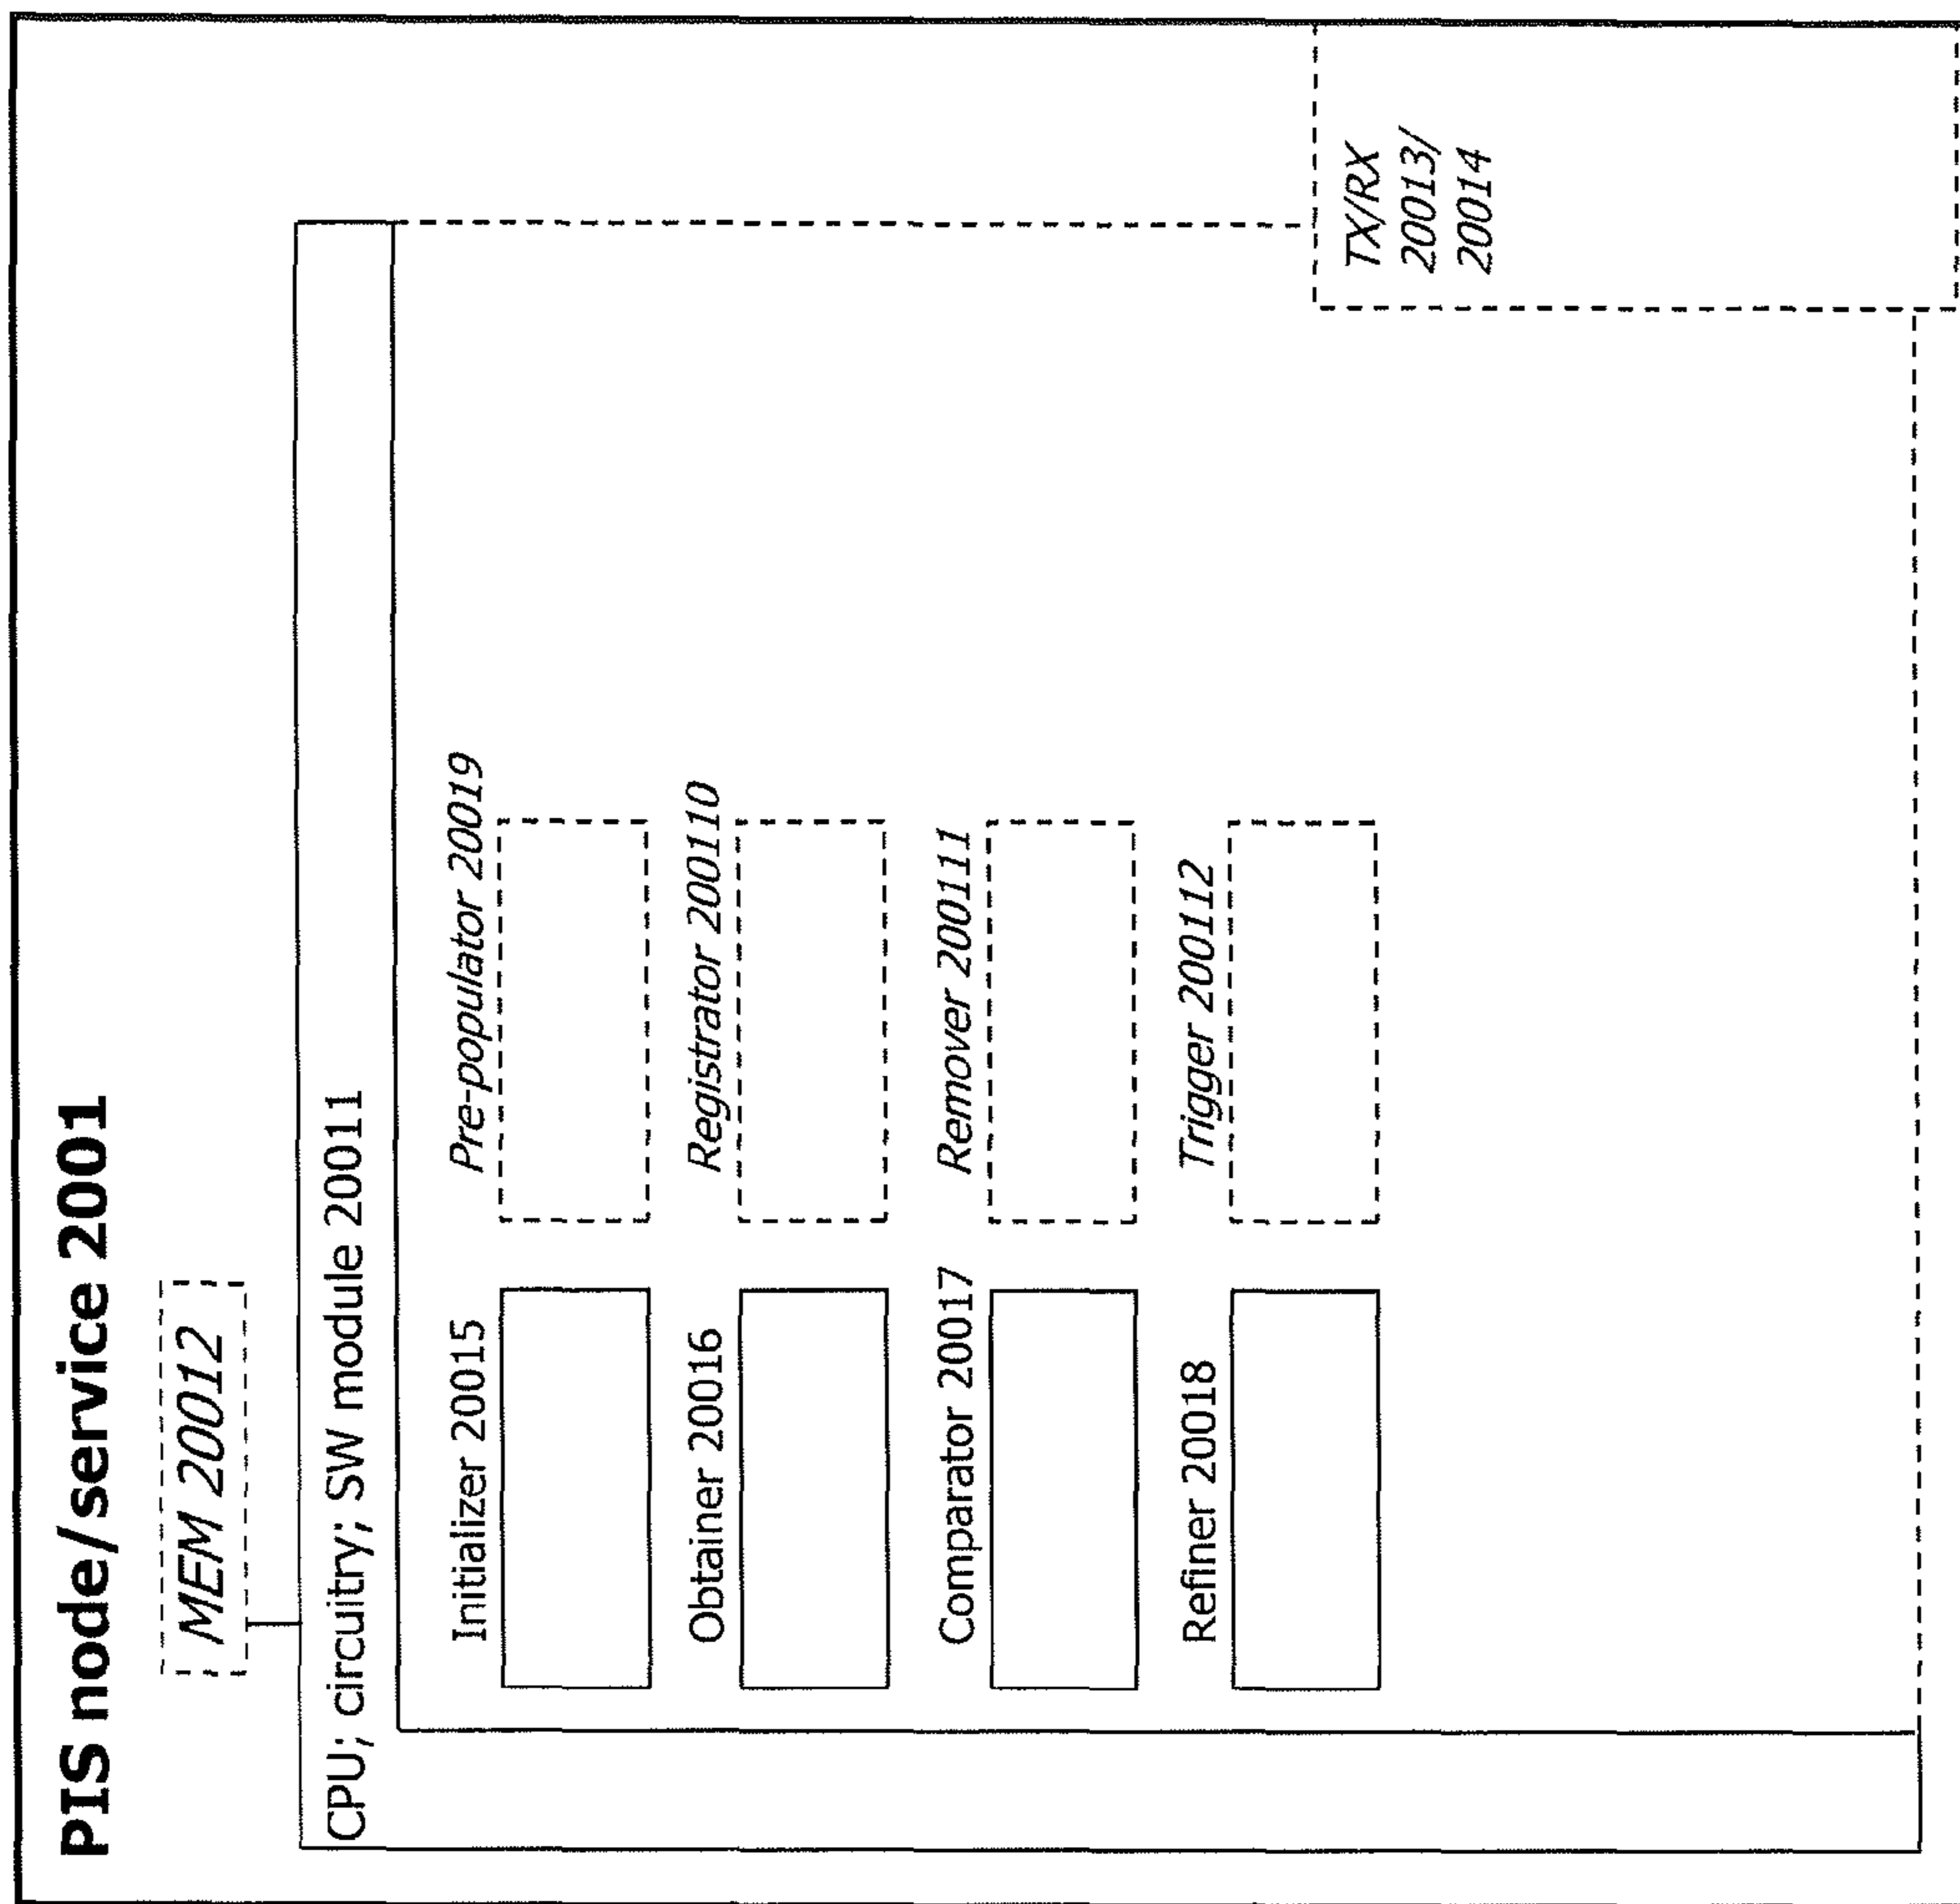 PIS node/service 2001
MEM 20012
CPU; circuitry; SW module 20011
Initializer 20015
Pre-populator 20019
Obtainer 20016
Registrator 200110
Comparator 20017
Remover 200111
Refiner 20018
Trigger 200112
TX/RX
20013/
20014